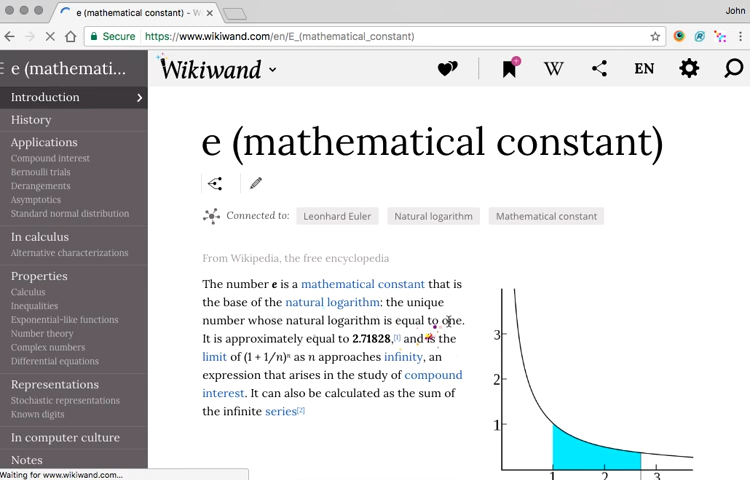 e (mathematical constant) - W
John
Secure
https://www.wikiwand.com/en/E_(mathematical_constant)
e (mathemati...
Introduction
History
Applications
Compound interest
Bernoulli trials
Derangements
Asymptotics
Standard normal distribution
In calculus
Alternative characterizations
Properties
Calculus
Inequalities
Exponential-like functions
Number theory
Complex numbers
Differential equations
Representations
Stochastic representations
Known digits
In computer culture
Notes
Waiting for www.wikiwand.com...
Wikiwand
W
EN
e (mathematical constant)
Connected to: Leonhard Euler Natural logarithm Mathematical constant
From Wikipedia, the free encyclopedia
The number e is a mathematical constant that is
the base of the natural logarithm: the unique
number whose natural logarithm is equal to one.
It is approximately equal to 2.71828,[1] and is the
limit of (1 + 1/n)ⁿ as n approaches infinity, an
expression that arises in the study of compound
interest. It can also be calculated as the sum of
the infinite series[2]
3
2
1
1 2 3